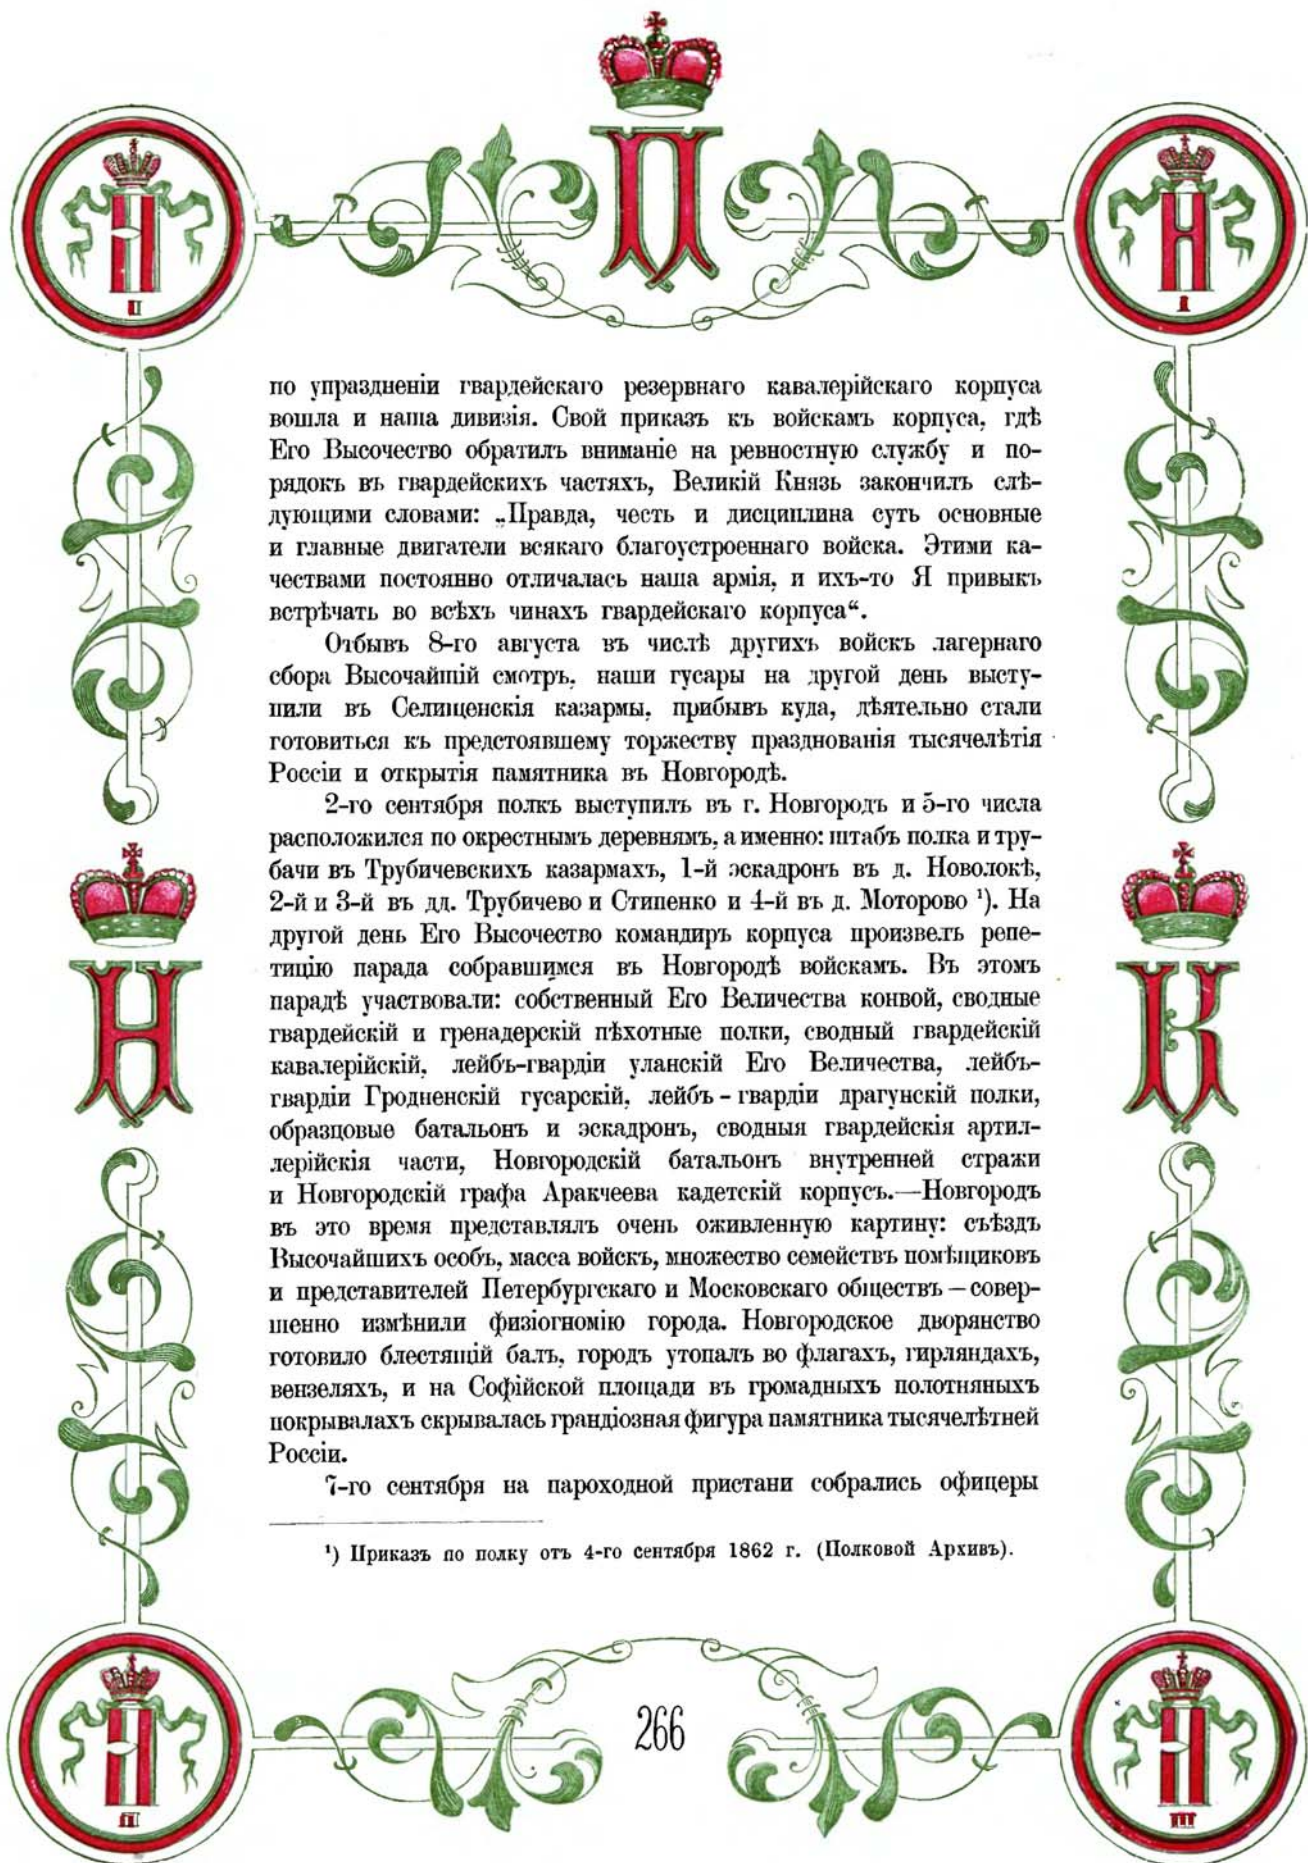 П
II
Н
I
по упраздненіи гвардейскаго резервнаго кавалерійскаго корпуса
вошла и наша дивизія. Свой приказъ къ войскамъ корпуса, гдѣ
Его Высочество обратилъ вниманіе на ревностную службу и по-
рядокъ въ гвардейскихъ частяхъ, Великій Князь закончилъ слѣ-
дующими словами: „Правда, честь и дисциплина суть основные
и главные двигатели всякаго благоустроеннаго войска. Этими ка-
чествами постоянно отличалась наша армія, и ихъ-то Я привыкъ
встрѣчать во всѣхъ чинахъ гвардейскаго корпуса“.
Отбывъ 8-го августа въ числѣ другихъ войскъ лагернаго
сбора Высочайшій смотръ, наши гусары на другой день высту-
пили въ Селищенскія казармы, прибывъ куда, дѣятельно стали
готовиться къ предстоявшему торжеству празднованія тысячелѣтія
Россіи и открытія памятника въ Новгородѣ.
2-го сентября полкъ выступилъ въ г. Новгородъ и 5-го числа
расположился по окрестнымъ деревнямъ, а именно: штабъ полка и тру-
бачи въ Трубичевскихъ казармахъ, 1-й эскадронъ въ д. Новолокѣ,
2-й и 3-й въ дд. Трубичево и Стипенко и 4-й въ д. Моторово ¹). На
другой день Его Высочество командиръ корпуса произвелъ репе-
тицію парада собравшимся въ Новгородѣ войскамъ. Въ этомъ
парадѣ участвовали: собственный Его Величества конвой, сводные
гвардейскій и гренадерскій пѣхотные полки, сводный гвардейскій
кавалерійскій, лейбъ-гвардіи уланскій Его Величества, лейбъ-
гвардіи Гродненскій гусарскій, лейбъ-гвардіи драгунскій полки,
образцовые батальонъ и эскадронъ, сводныя гвардейскія артил-
лерійскія части, Новгородскій батальонъ внутренней стражи
и Новгородскій графа Аракчеева кадетскій корпусъ.—Новгородъ
въ это время представлялъ очень оживленную картину: съѣздъ
Высочайшихъ особъ, масса войскъ, множество семействъ помѣщиковъ
и представителей Петербургскаго и Московскаго обществъ—совер-
шенно измѣнили физіогномію города. Новгородское дворянство
готовило блестящій балъ, городъ утопалъ во флагахъ, гирляндахъ,
вензеляхъ, и на Софійской площади въ громадныхъ полотняныхъ
покрывалахъ скрывалась грандіозная фигура памятника тысячелѣтней
Россіи.
7-го сентября на пароходной пристани собрались офицеры
¹) Приказъ по полку отъ 4-го сентября 1862 г. (Полковой Архивъ).
Н
К
266
III